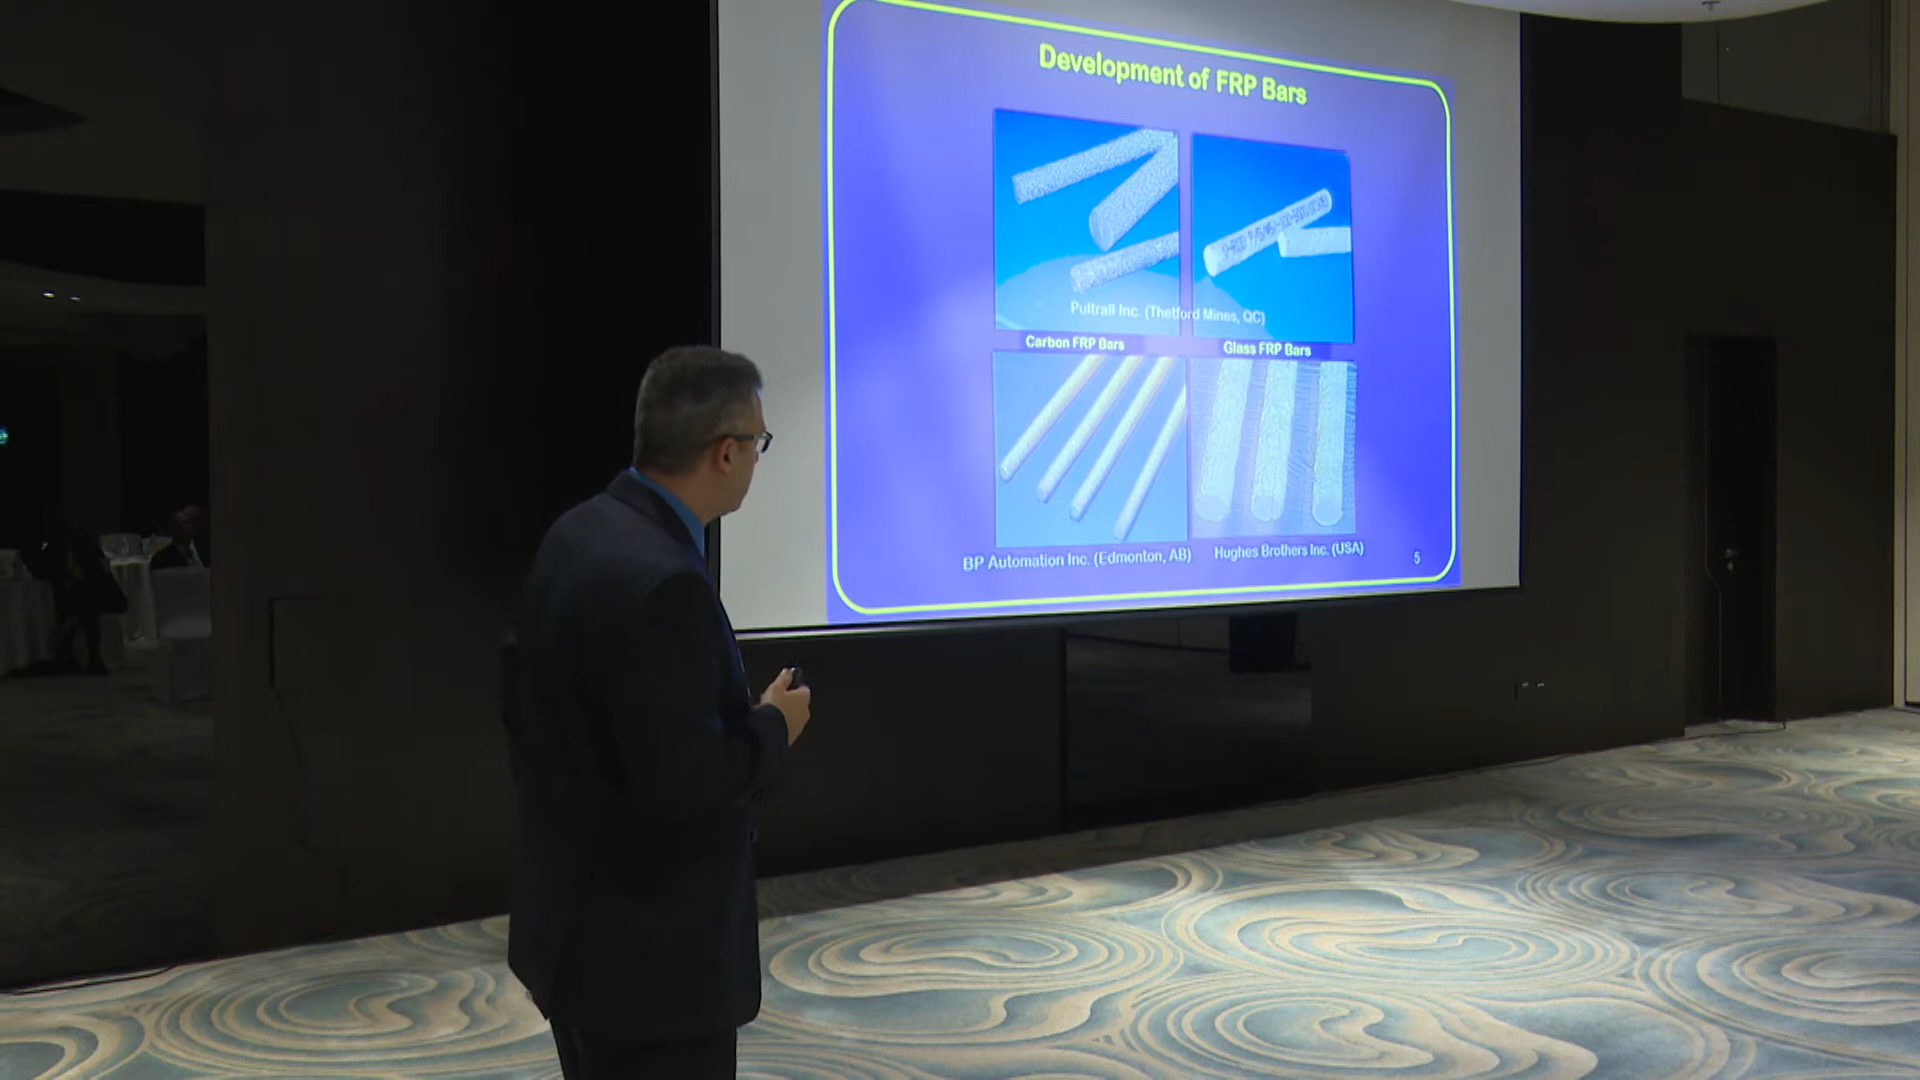 Development of FRP Bars
Pultrall Inc. (Thetford Mines, QC)
Carbon FRP Bars
Glass FRP Bars
BP Automation Inc. (Edmonton, AB)
Hughes Brothers Inc. (USA)
5